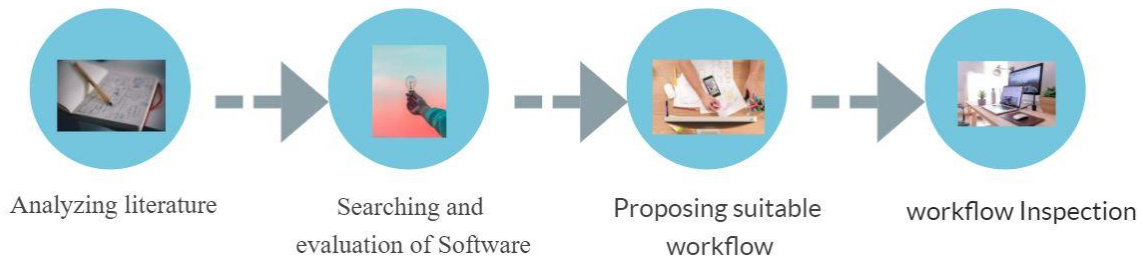 Analyzing literature
Searching and
evaluation of Software
Proposing suitable
workflow
workflow Inspection